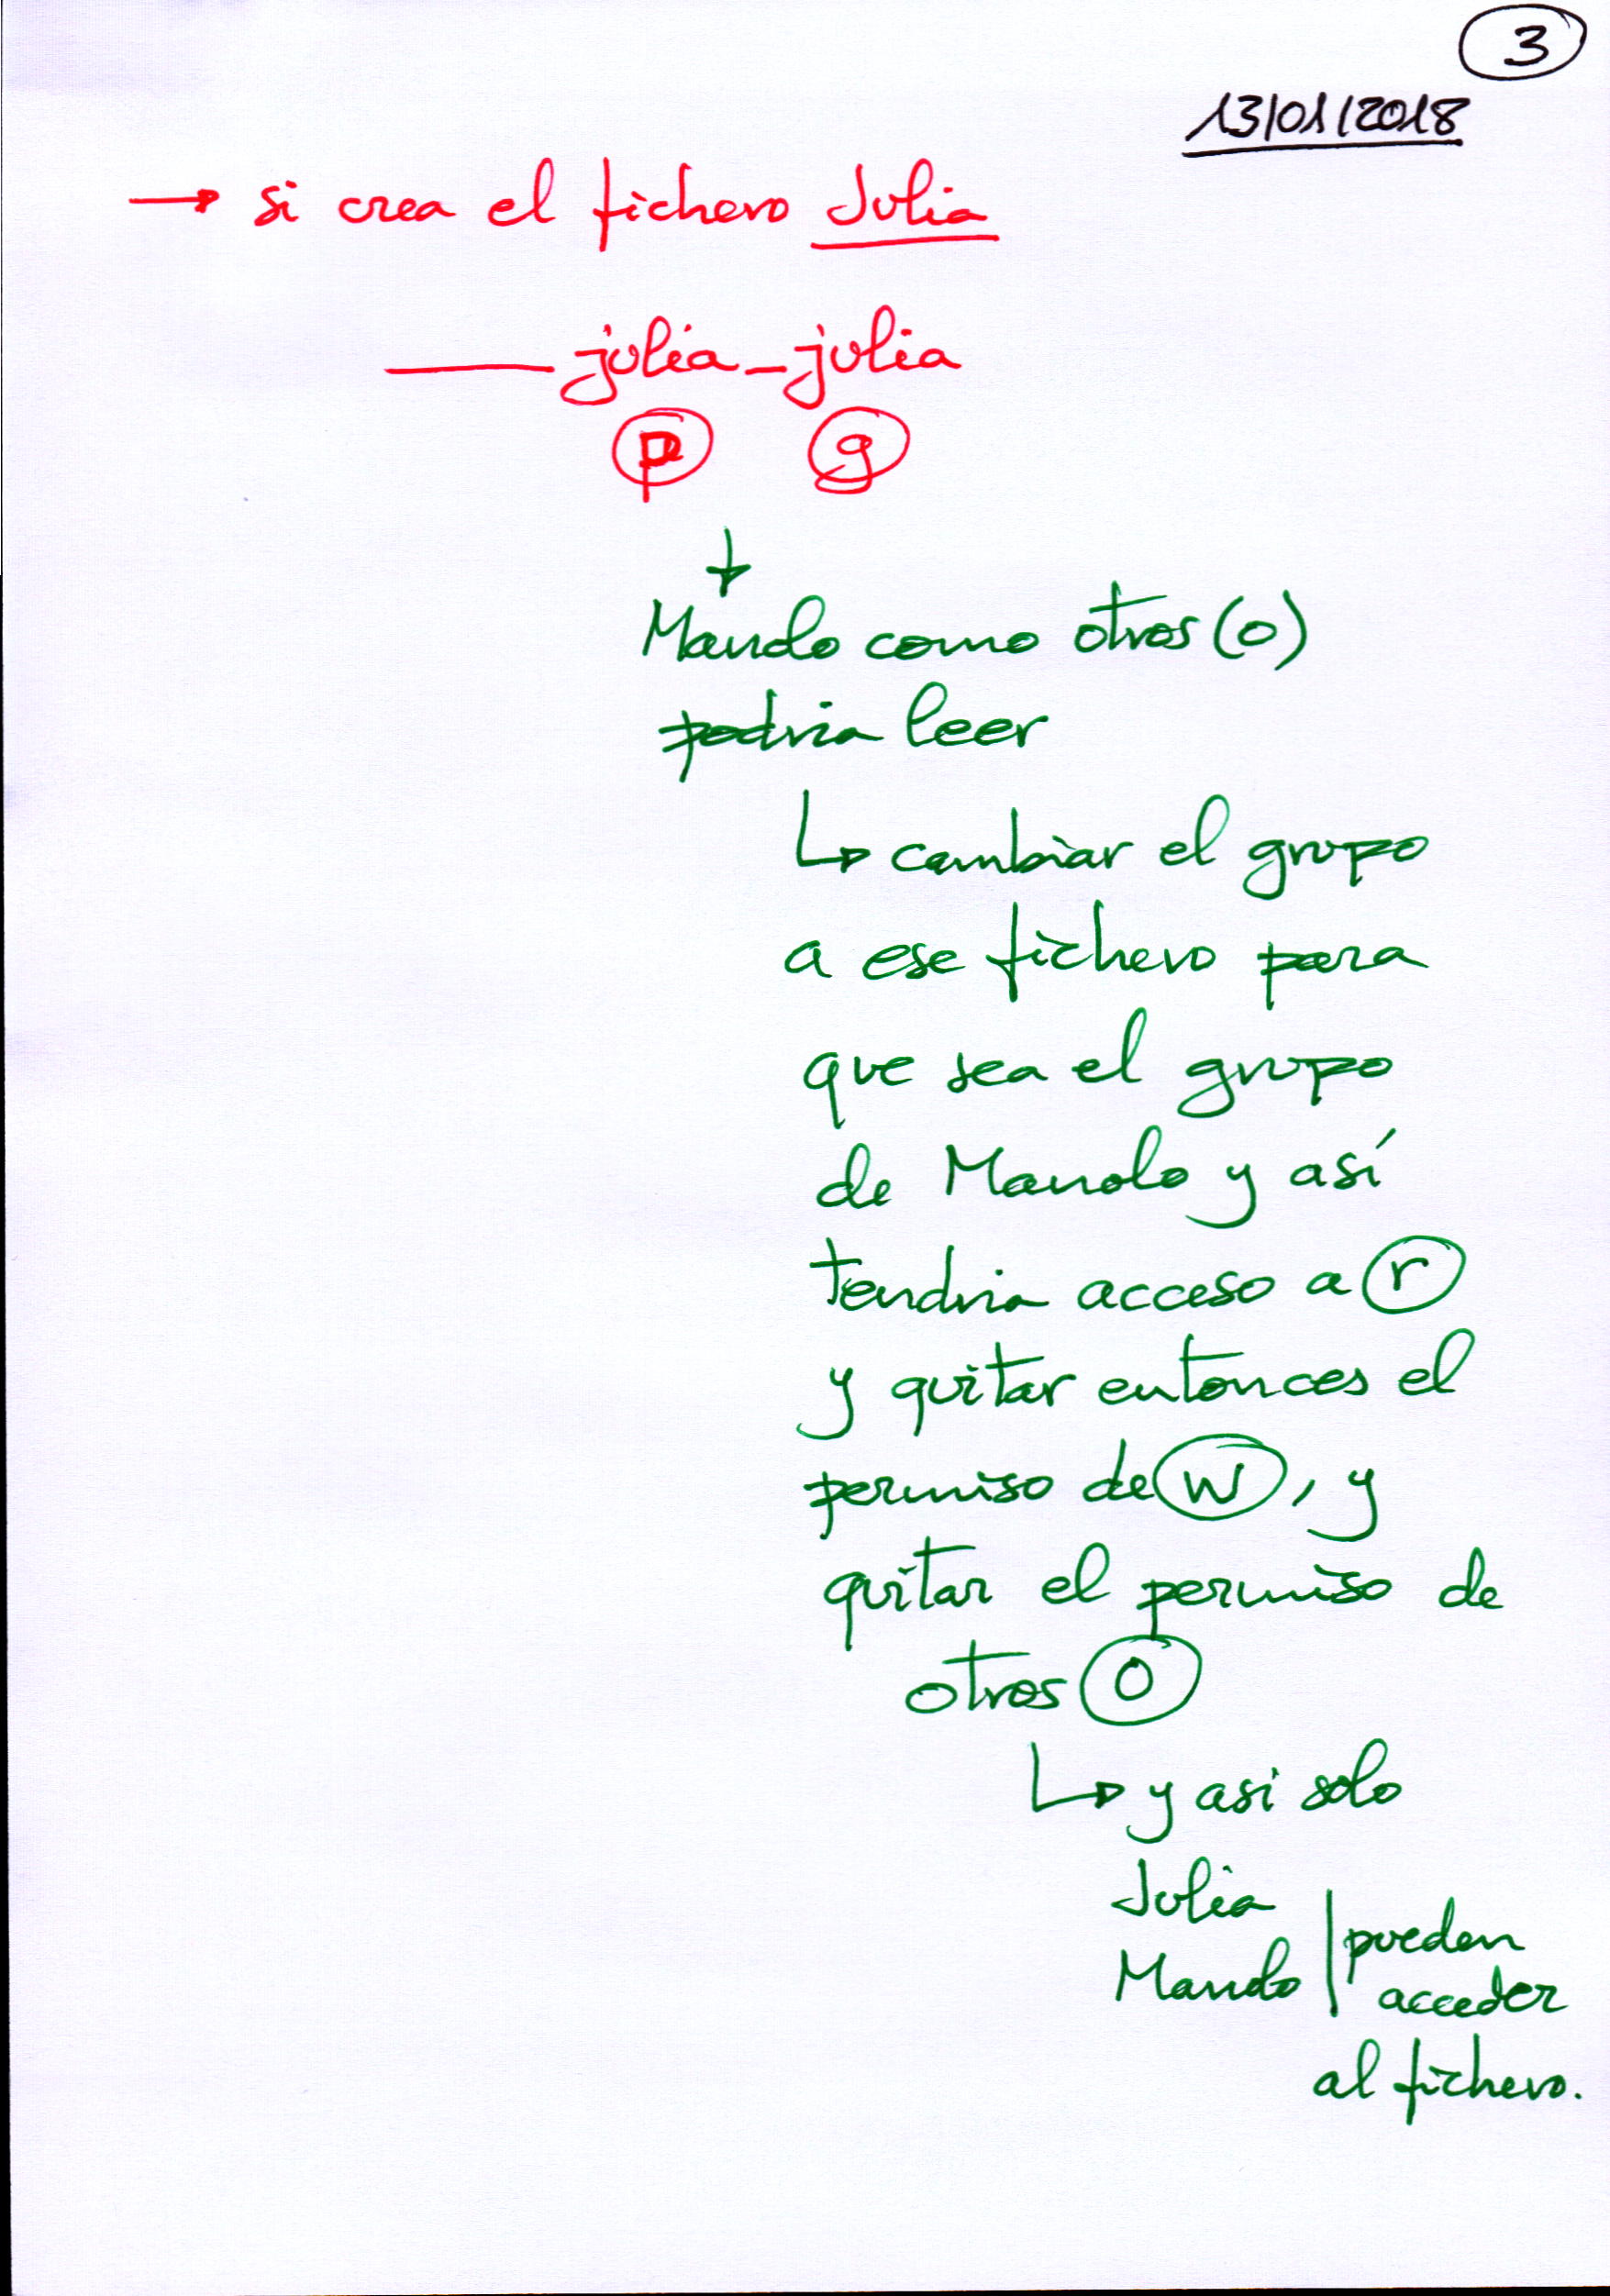 3
13/01/2018
→ si crea el fichero Julia
—— julia — julia
p g
↓
Manolo como otros (o)
podria leer
↳ cambiar el grupo
a ese fichero para
que sea el grupo
de Manolo y así
tendria acceso a r
y quitar entonces el
permiso de w, y
quitar el permiso de
otros o
↳ y asi solo
Julia
Manolo | pueden
acceder
al fichero.